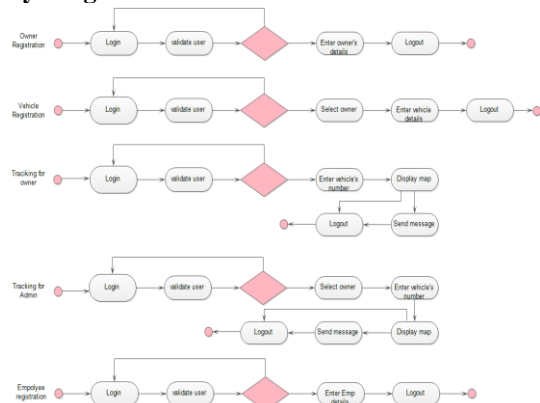 Owner
Registration
Login
validate user
Enter owner's
details
Logout
Vehicle
Registration
Login
validate user
Select owner
Enter vehicle
details
Logout
Traciking for
owner
Login
validate user
Enter vehicle's
number
Display map
Logout
Send message
Tracking for
Admin
Login
validate user
Select owner
Enter vehicle's
number
Logout
Send message
Display map
Empolyee
registration
Login
validate user
Enter Emp
details
Logout